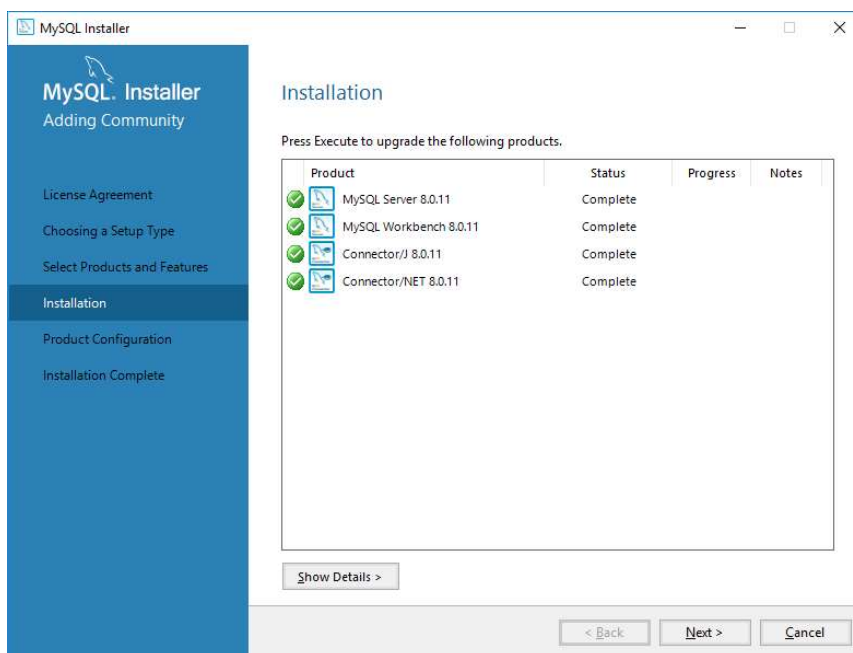 MySQL Installer
MySQL. Installer
Adding Community
License Agreement
Choosing a Setup Type
Select Products and Features
Installation
Product Configuration
Installation Complete
Installation
Press Execute to upgrade the following products.
Product Status Progress Notes
MySQL Server 8.0.11 Complete
MySQL Workbench 8.0.11 Complete
Connector/J 8.0.11 Complete
Connector/NET 8.0.11 Complete
Show Details >
< Back Next > Cancel